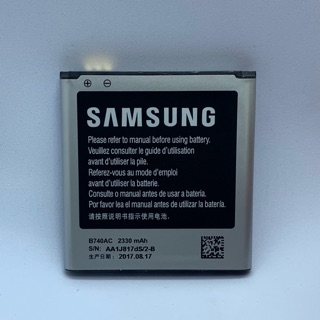 SAMSUNG
Please refer to manual before using battery.
Veuillez consulter le guide d'utilisation
avant d'utiliser la pile.
Referez-vous au mode d'emploi
avant d'utiliser la batterie.
Consulte o manual antes de usar a bateria.
Por favor lea el manual antes de utilizar la batería.
请按照说明书指示使用电池。
B740AC 2330 mAh
S/N: AA1J817dS/2-B
生产日期: 2017.08.17